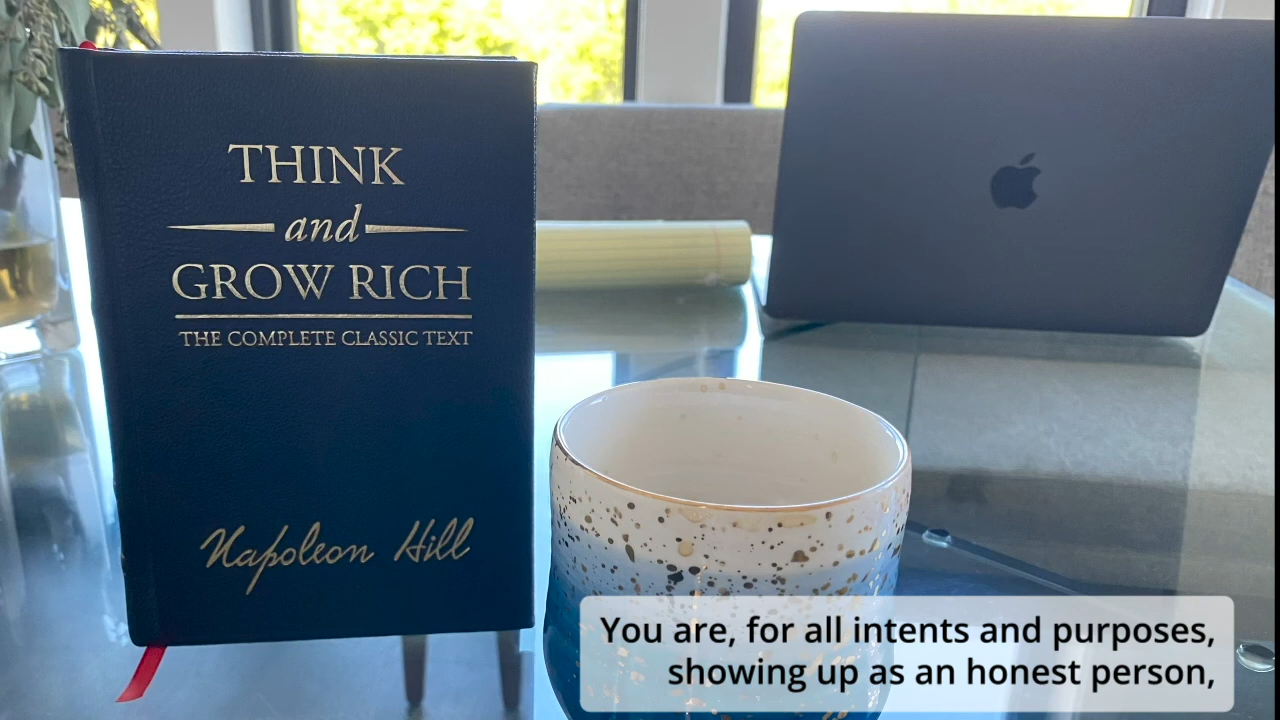 THINK
and
GROW RICH
THE COMPLETE CLASSIC TEXT
Napoleon Hill
You are, for all intents and purposes,
showing up as an honest person,